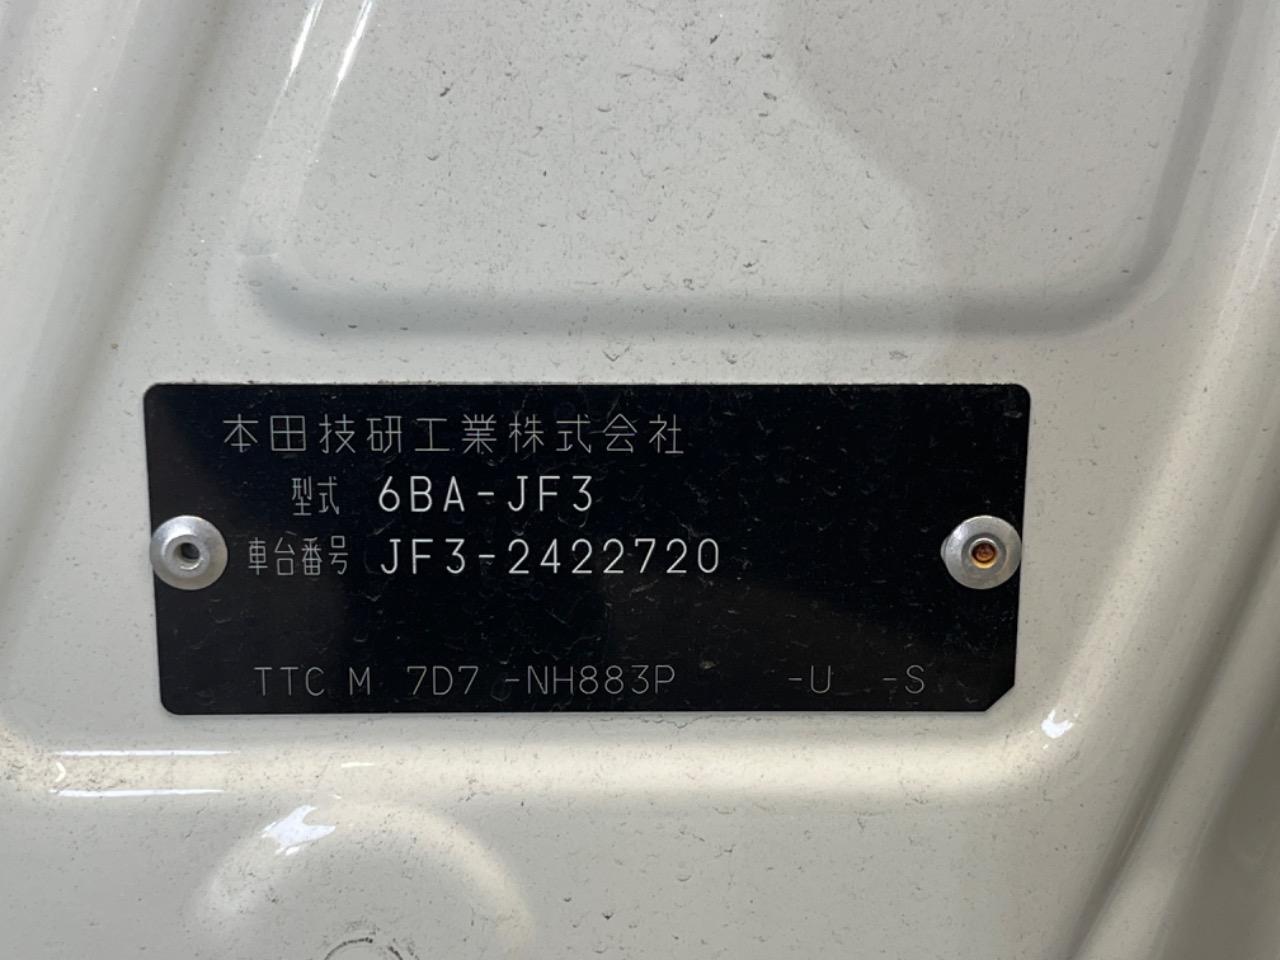 本田技研工業株式会社
型式 6BA-JF3
車台番号 JF3-2422720
TTC M 7D7 -NH883P -U -S